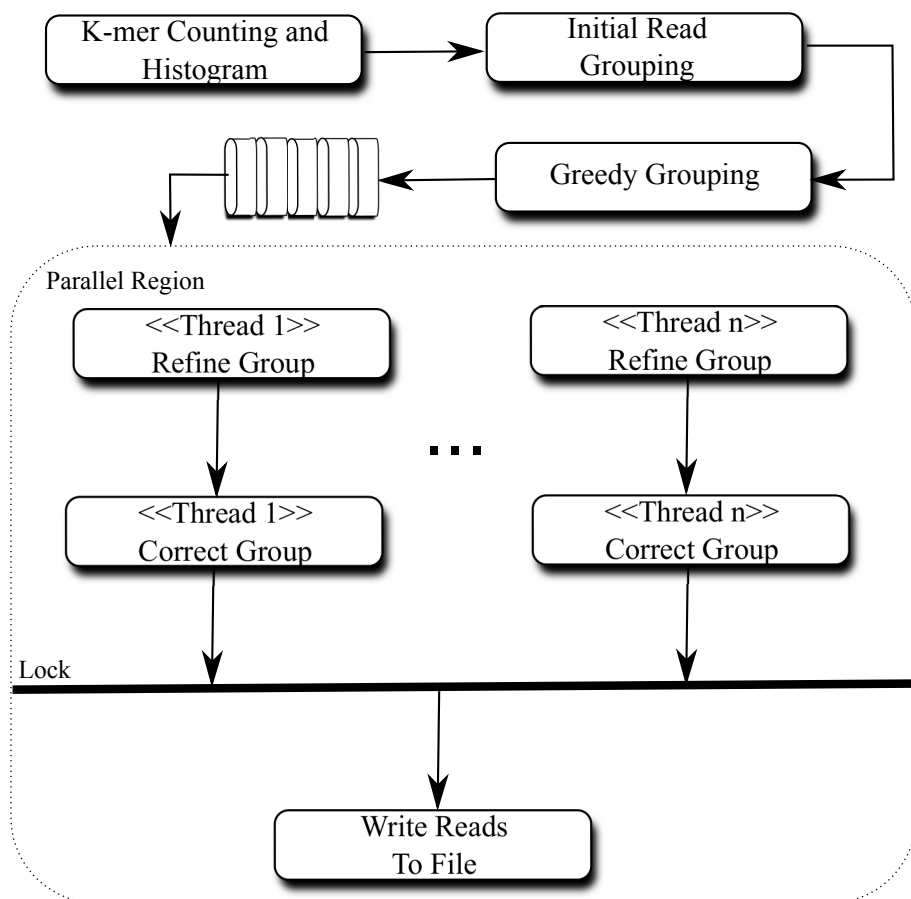 K-mer Counting and
Histogram
Initial Read
Grouping
Greedy Grouping
Parallel Region
<<Thread 1>>
Refine Group
<<Thread n>>
Refine Group
...
<<Thread 1>>
Correct Group
<<Thread n>>
Correct Group
Lock
Write Reads
To File